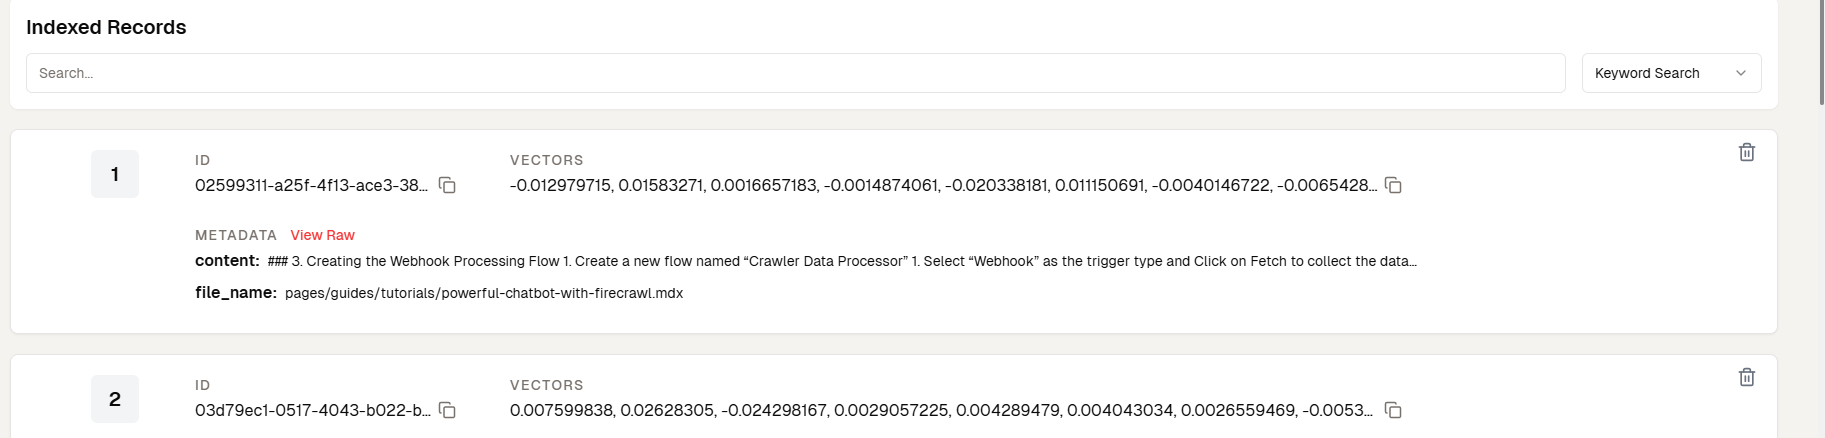 Indexed Records
Search...
Keyword Search
1
ID
02599311-a25f-4f13-ace3-38...
VECTORS
-0.012979715, 0.01583271, 0.0016657183, -0.0014874061, -0.020338181, 0.011150691, -0.0040146722, -0.0065428...
METADATA View Raw
content: ### 3. Creating the Webhook Processing Flow 1. Create a new flow named “Crawler Data Processor” 1. Select “Webhook” as the trigger type and Click on Fetch to collect the data...
file_name: pages/guides/tutorials/powerful-chatbot-with-firecrawl.mdx
2
ID
03d79ec1-0517-4043-b022-b...
VECTORS
0.007599838, 0.02628305, -0.024298167, 0.0029057225, 0.004289479, 0.004043034, 0.0026559469, -0.0053...